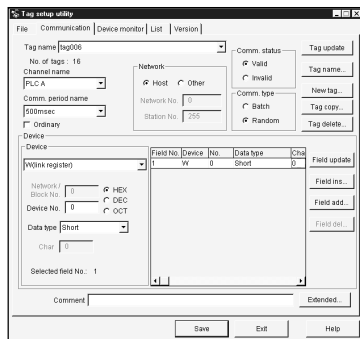 Tag setup utility
File Communication Device monitor List Version
Tag name tag006
No. of tags : 16
Channel name
PLC A
Comm. period name
500msec
Ordinary
Network
Host Other
Network No. 0
Station No. 255
Comm. status
Valid
Invalid
Comm. type
Batch
Random
Tag update
Tag name...
New tag...
Tag copy...
Tag delete...
Device
Device
W(link register)
Network/
Block No. 0
Device No. 0
HEX
DEC
OCT
Data type Short
Char 0
Selected field No.: 1
Field No. Device No. Data type Cha
1 W 0 Short 0
Field update
Field ins...
Field add...
Field del...
Comment
Extended...
Save Exit Help